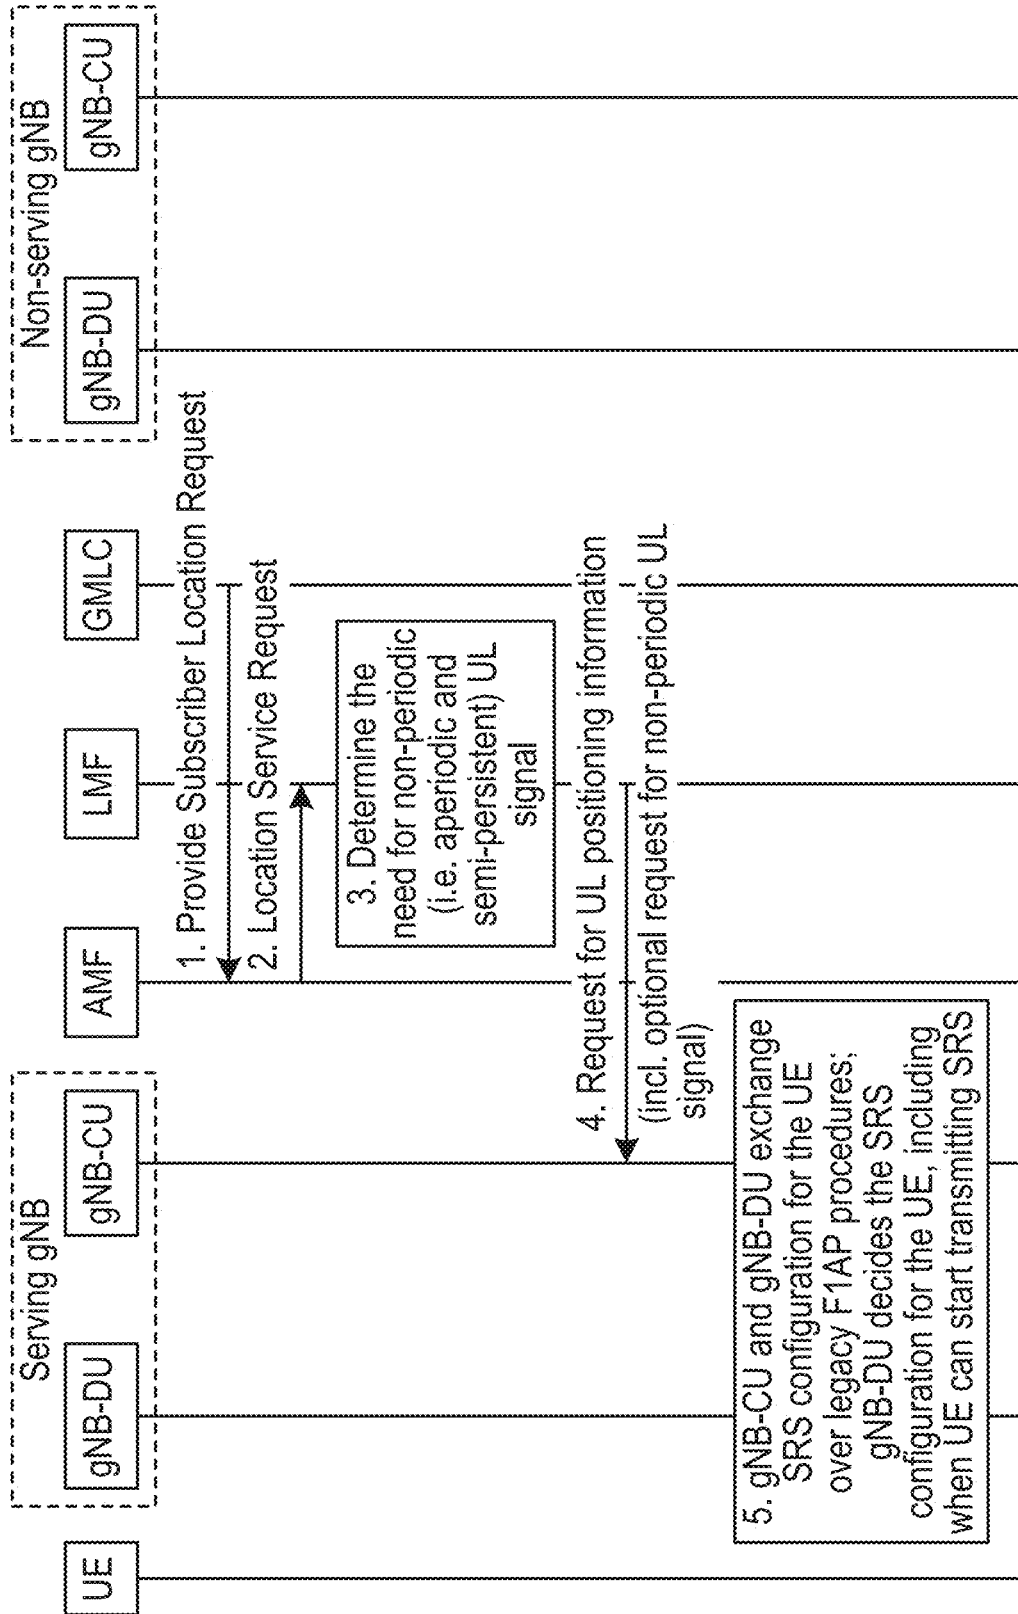 Serving gNB
Non-serving gNB
UE
gNB-DU
gNB-CU
AMF
LMF
GMLC
gNB-DU
gNB-CU
1. Provide Subscriber Location Request
2. Location Service Request
3. Determine the
need for non-periodic
(i.e. aperiodic and
semi-persistent) UL
signal
4. Request for UL positioning information
(incl. optional request for non-periodic UL
signal)
5. gNB-CU and gNB-DU exchange
SRS configuration for the UE
over legacy F1AP procedures;
gNB-DU decides the SRS
configuration for the UE, including
when UE can start transmitting SRS